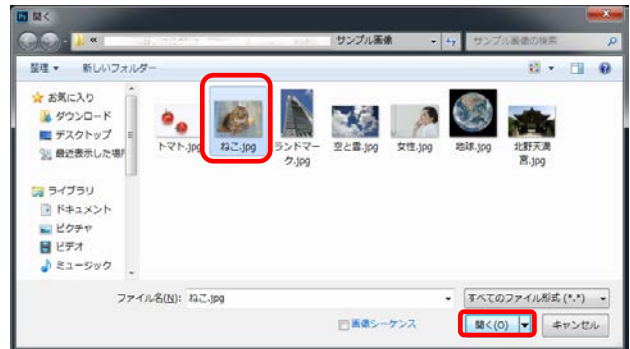 開く
«
サンプル画像
サンプル画像の検索
整理
新しいフォルダー
お気に入り
ダウンロード
デスクトップ
最近表示した場所
ライブラリ
ドキュメント
ピクチャ
ビデオ
ミュージック
トマト.jpg
ねこ.jpg
ランドマーク.jpg
空と雲.jpg
女性.jpg
地球.jpg
北野天満
宮.jpg
ファイル名(N): ねこ.jpg
すべてのファイル形式 (*.*)
画像シーケンス
開く(O)
キャンセル